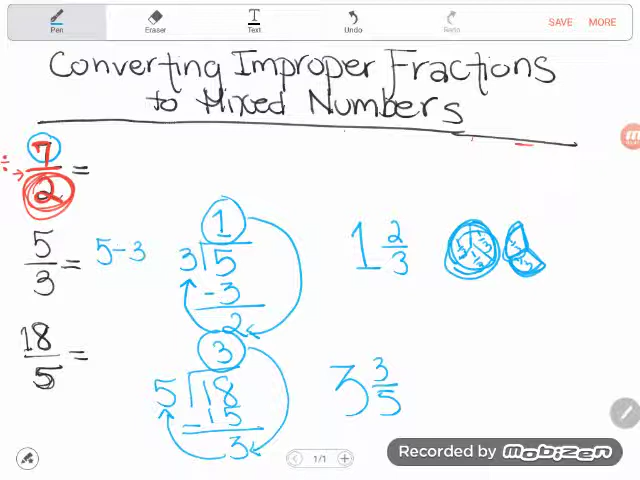 Pen Eraser Text Undo Redo SAVE MORE
Converting Improper Fractions
to Mixed Numbers
÷ 7/2 =
5/3 = 5-3
1
3 5
-3
2
1 2/3
18/5 =
3
5 18
-15
3
3 3/5
1/1
Recorded by mobizen